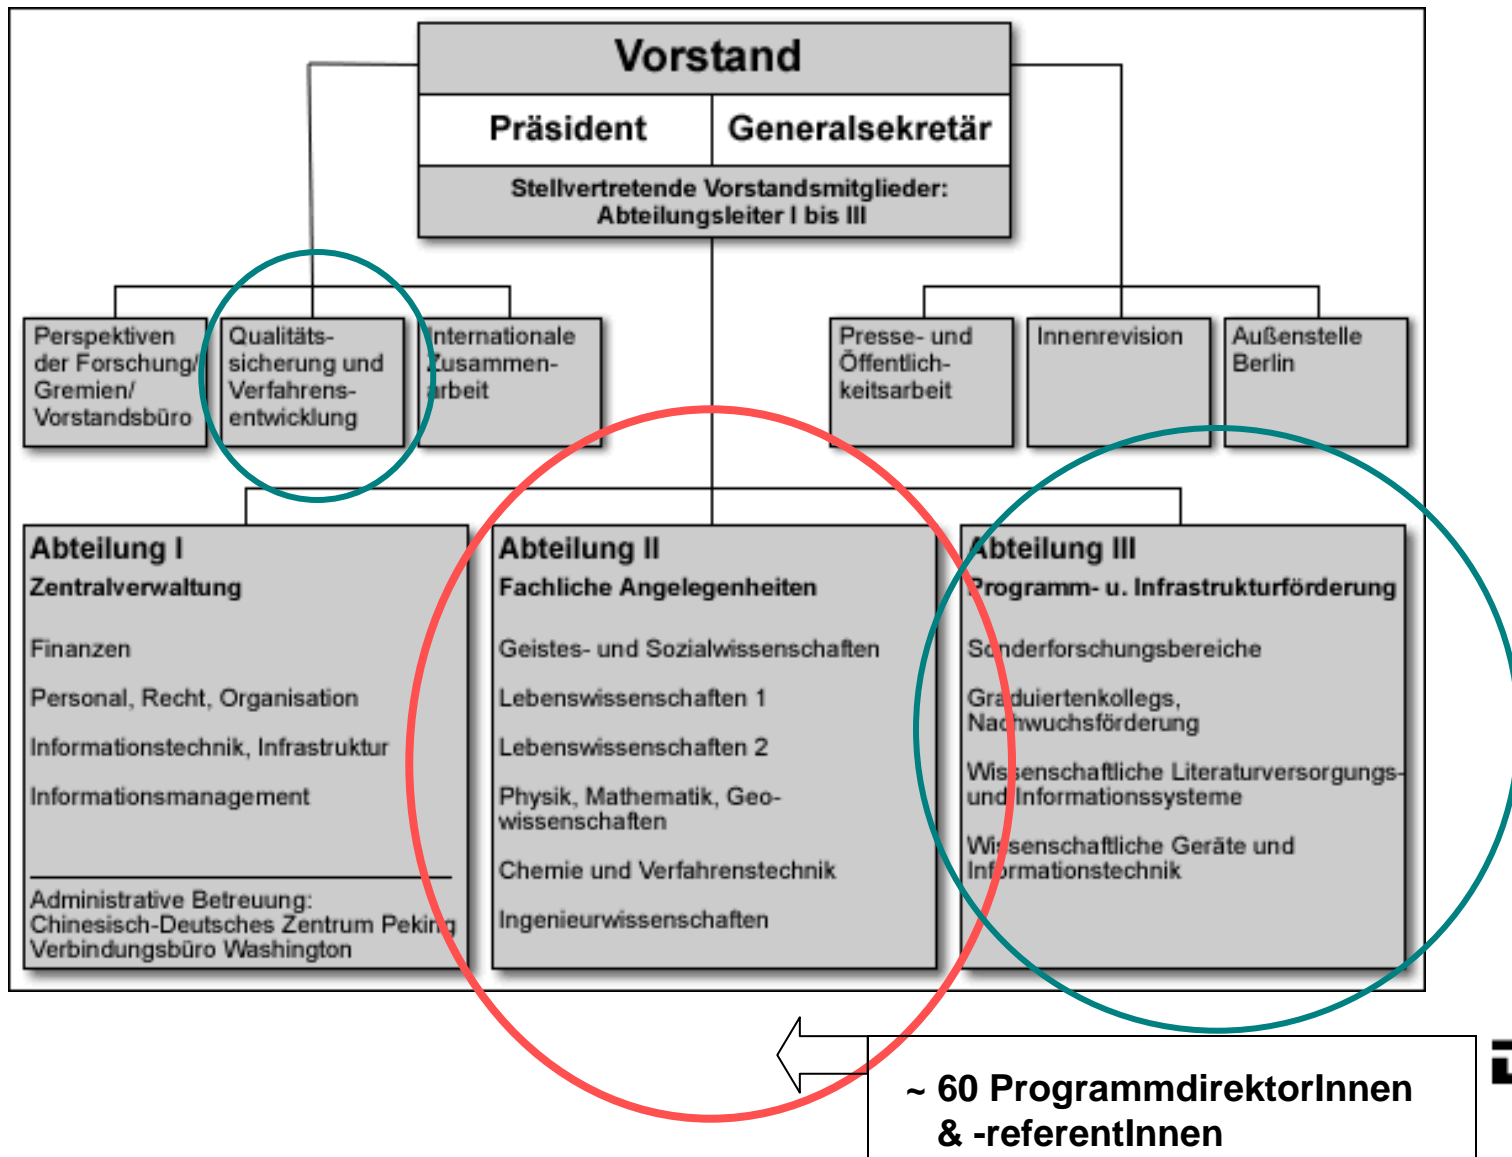 Vorstand
Präsident
Generalsekretär
Stellvertretende Vorstandsmitglieder:
Abteilungsleiter I bis III
Perspektiven
der Forschung/
Gremien/
Vorstandsbüro
Qualitäts-
sicherung und
Verfahrens-
entwicklung
Internationale
Zusammen-
arbeit
Presse- und
Öffentlich-
keitsarbeit
Innenrevision
Außenstelle
Berlin
Abteilung I
Zentralverwaltung
Finanzen
Personal, Recht, Organisation
Informationstechnik, Infrastruktur
Informationsmanagement
Administrative Betreuung:
Chinesisch-Deutsches Zentrum Peking
Verbindungsbüro Washington
Abteilung II
Fachliche Angelegenheiten
Geistes- und Sozialwissenschaften
Lebenswissenschaften 1
Lebenswissenschaften 2
Physik, Mathematik, Geo-
wissenschaften
Chemie und Verfahrenstechnik
Ingenieurwissenschaften
Abteilung III
Programm- u. Infrastrukturförderung
Sonderforschungsbereiche
Graduiertenkollegs,
Nachwuchsförderung
Wissenschaftliche Literaturversorgungs-
und Informationssysteme
Wissenschaftliche Geräte und
Informationstechnik
~ 60 ProgrammdirektorInnen
& -referentInnen